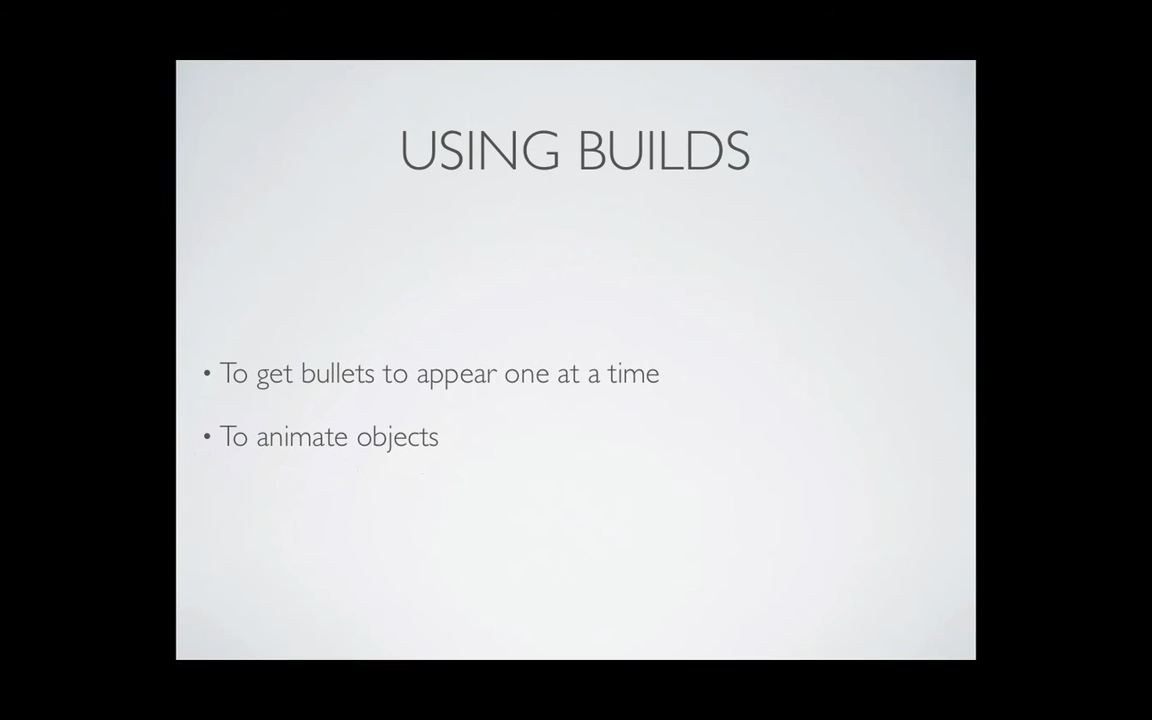 USING BUILDS
• To get bullets to appear one at a time
• To animate objects